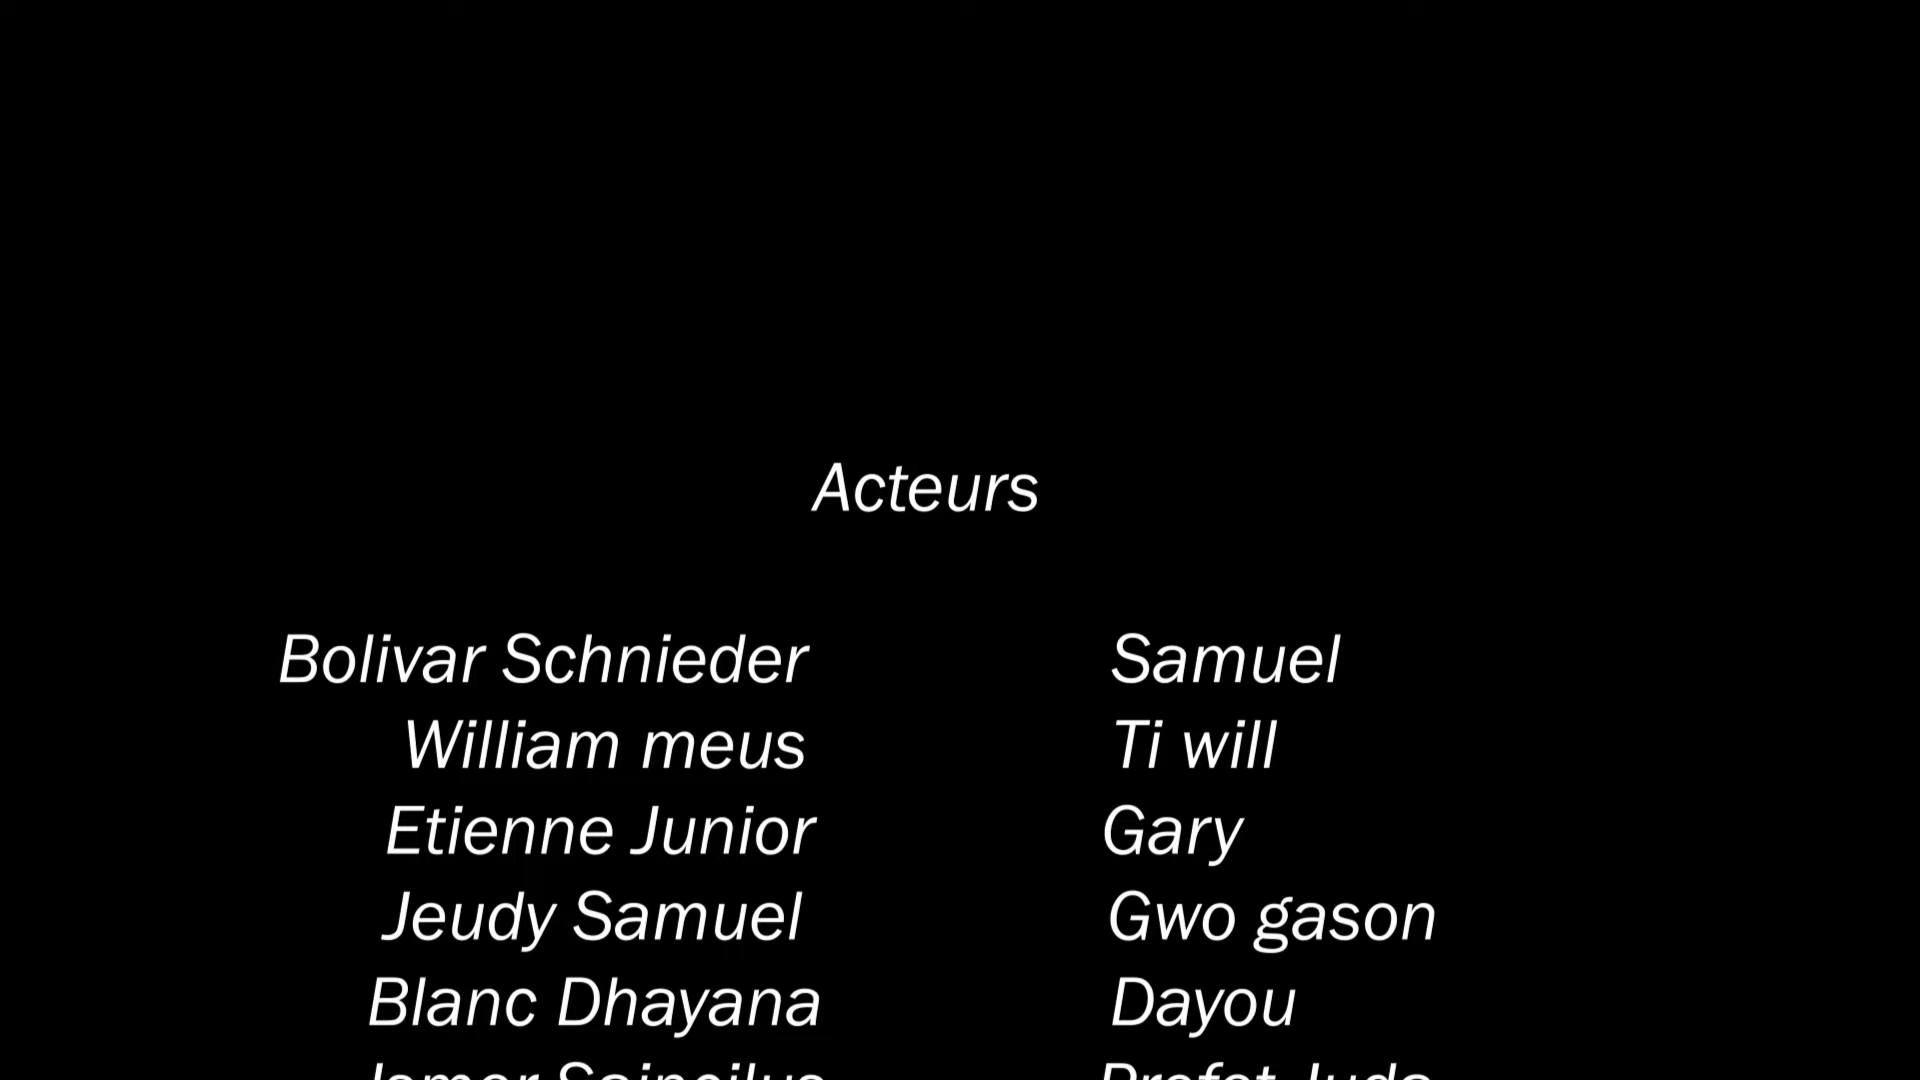 Acteurs
Bolivar Schnieder Samuel
William meus Ti will
Etienne Junior Gary
Jeudy Samuel Gwo gason
Blanc Dhayana Dayou